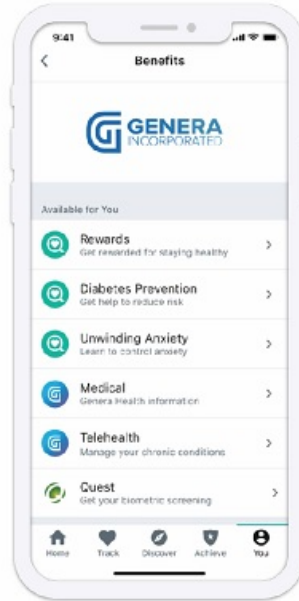 9:41
Benefits
GENERA
INCORPORATED
Available for You
Rewards
Get rewarded for staying healthy
Diabetes Prevention
Get help to reduce risk
Unwinding Anxiety
Learn to control anxiety
Medical
Genera Health information
Telehealth
Manage your chronic conditions
Quest
Get your biometric screening
Home Track Discover Achieve You